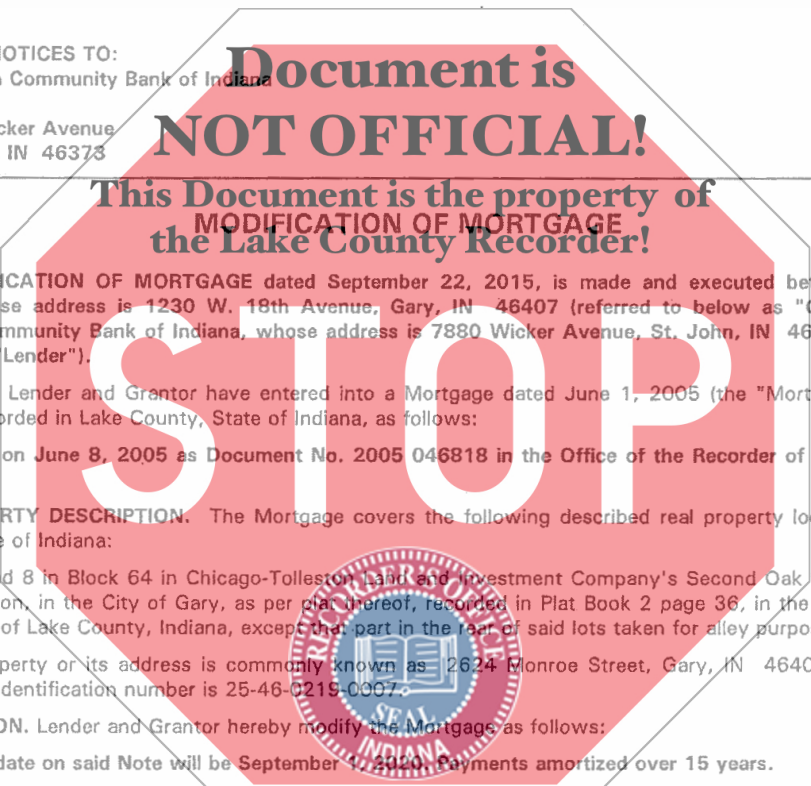 NOTICES TO:
Community Bank of Indiana
cker Avenue
IN 46373
Document is
NOT OFFICIAL!
This Document is the property of
the Lake County Recorder!
MODIFICATION OF MORTGAGE
ICATION OF MORTGAGE dated September 22, 2015, is made and executed be
se address is 1230 W. 18th Avenue, Gary, IN 46407 (referred to below as "G
mmunity Bank of Indiana, whose address is 7880 Wicker Avenue, St. John, IN 46
"Lender").
Lender and Grantor have entered into a Mortgage dated June 1, 2005 (the "Mort
orded in Lake County, State of Indiana, as follows:
on June 8, 2005 as Document No. 2005 046818 in the Office of the Recorder of
STOP
RTY DESCRIPTION. The Mortgage covers the following described real property lo
e of Indiana:
d 8 in Block 64 in Chicago-Tolleston Land and Investment Company's Second Oak
on, in the City of Gary, as per plat thereof, recorded in Plat Book 2 page 36, in the
of Lake County, Indiana, except that part in the rear of said lots taken for alley purpo
perty or its address is commonly known as 2624 Monroe Street, Gary, IN 4640
dentification number is 25-46-0219-0007.
ON. Lender and Grantor hereby modify the Mortgage as follows:
date on said Note will be September 1, 2020. Payments amortized over 15 years.
RECORDER'S OFFICE
SEAL
INDIANA